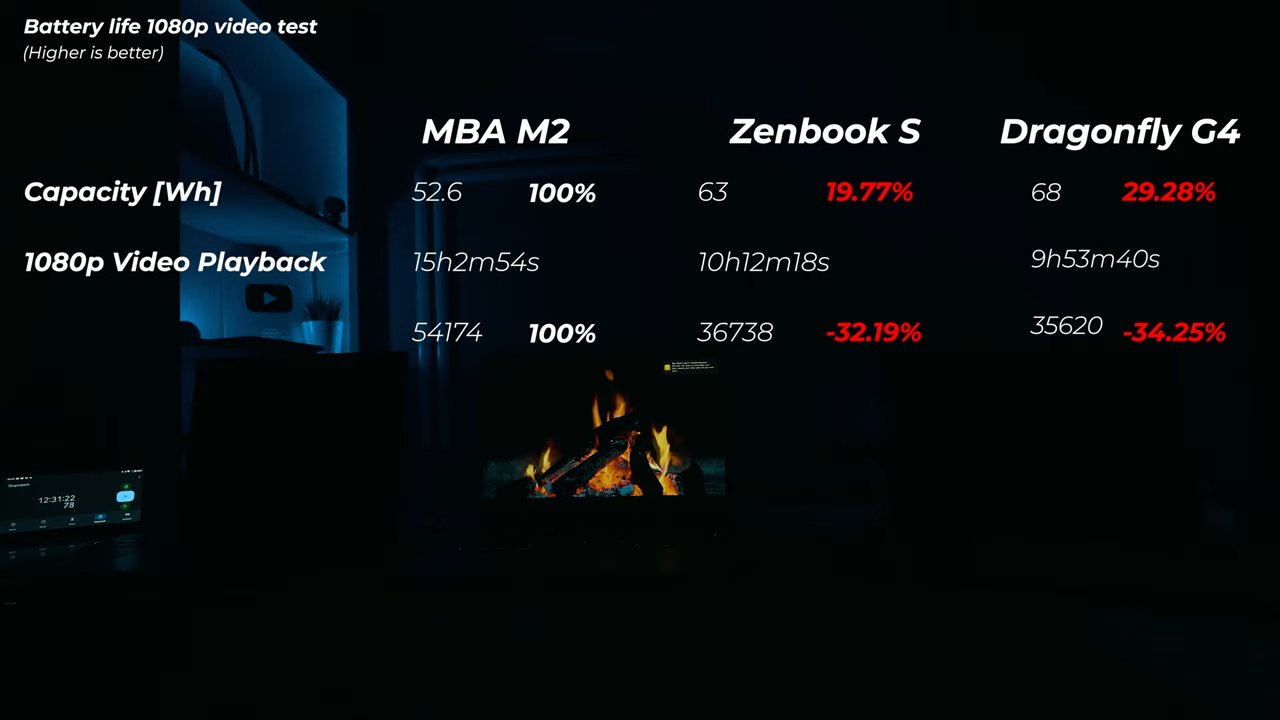 Battery life 1080p video test
(Higher is better)
MBA M2 Zenbook S Dragonfly G4
Capacity [Wh] 52.6 100% 63 19.77% 68 29.28%
1080p Video Playback 15h2m54s 10h12m18s 9h53m40s
54174 100% 36738 -32.19% 35620 -34.25%
12:31:22
78